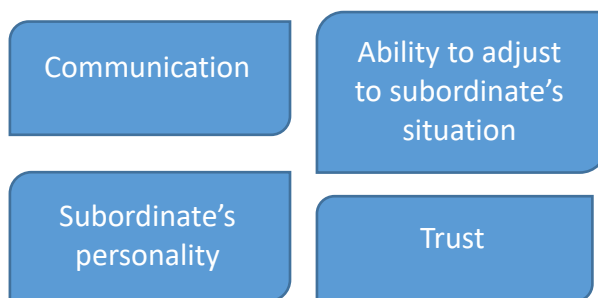 Communication
Ability to adjust
to subordinate’s
situation
Subordinate’s
personality
Trust